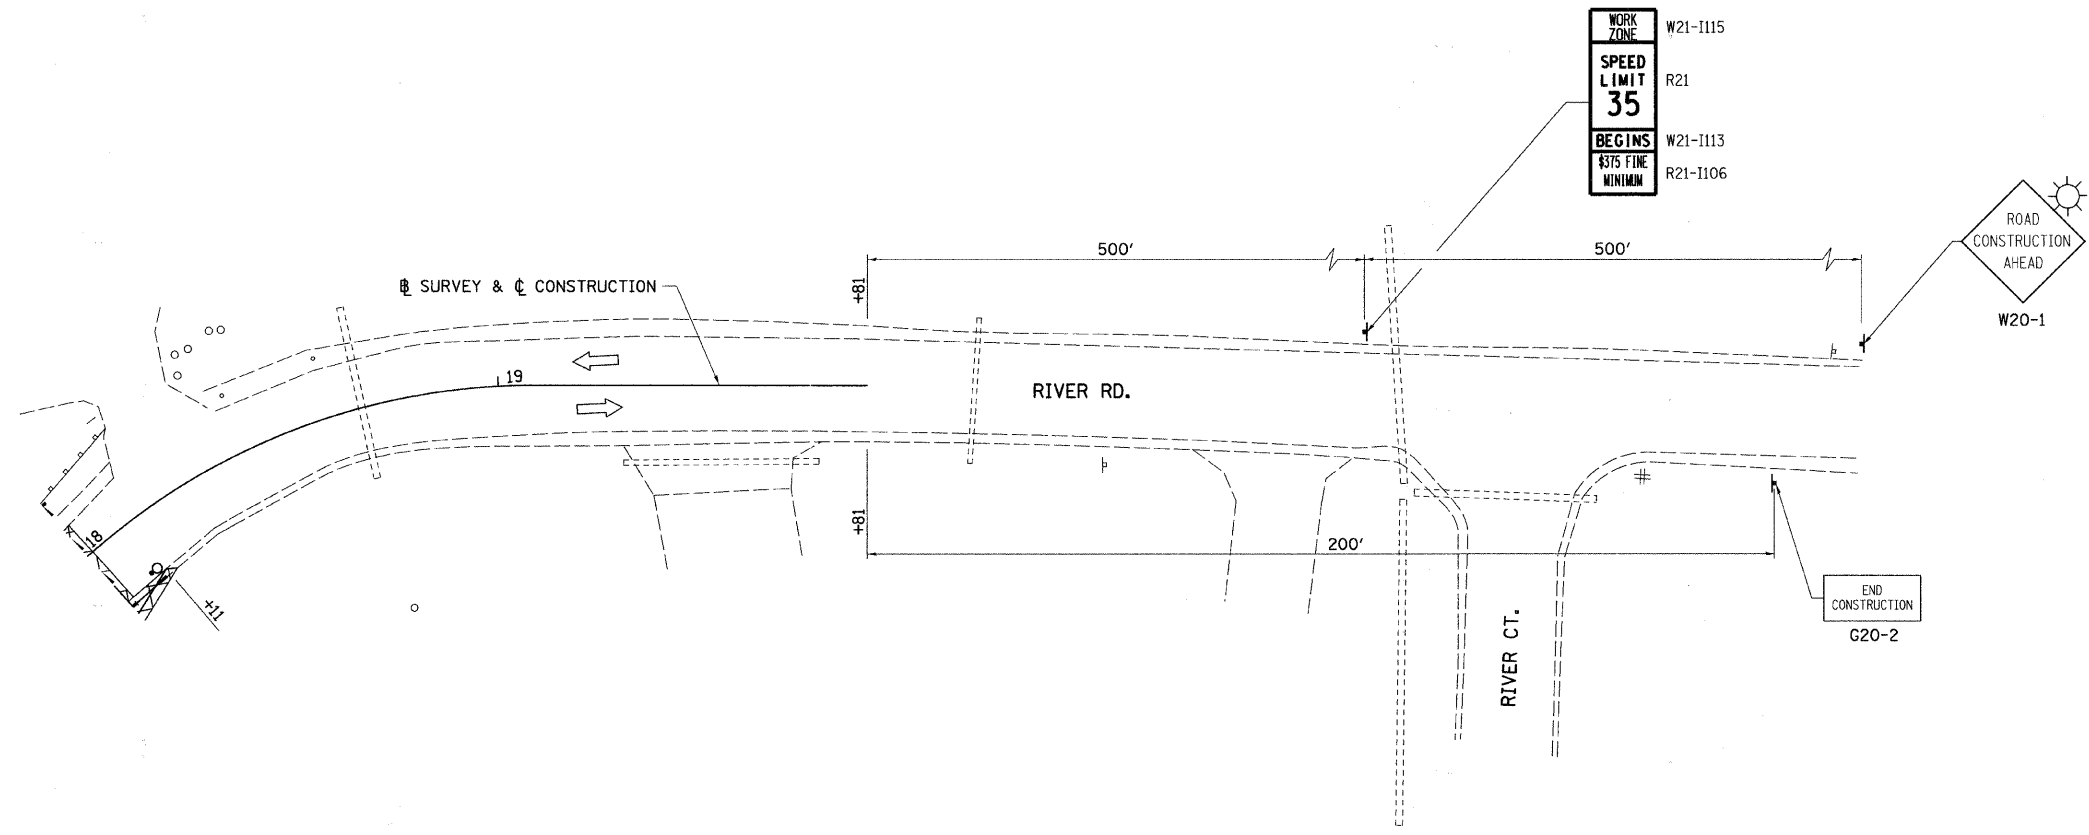 WORK
ZONE
W21-I115
SPEED
LIMIT
35
R21
BEGINS
W21-I113
$375 FINE
MINIMUM
R21-I106
ROAD
CONSTRUCTION
AHEAD
W20-1
500'
500'
+81
B SURVEY & C CONSTRUCTION
19
RIVER RD.
18
+11
+81
200'
END
CONSTRUCTION
G20-2
RIVER CT.